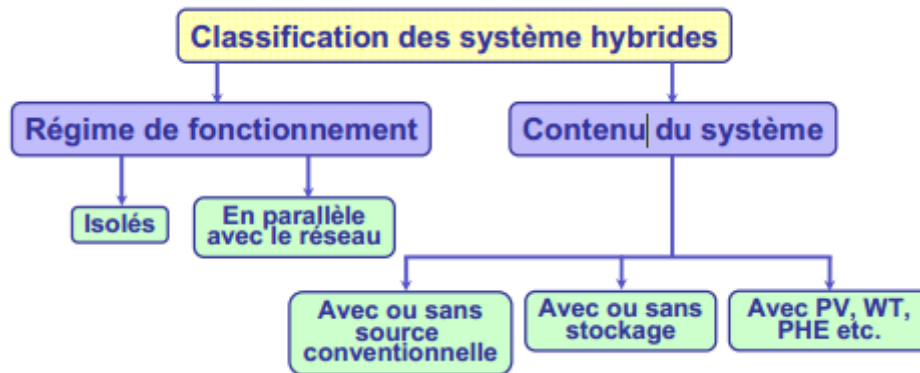 Classification des système hybrides
Régime de fonctionnement
Contenu du système
Isolés
En parallèle
avec le réseau
Avec ou sans
source
conventionnelle
Avec ou sans
stockage
Avec PV, WT,
PHE etc.